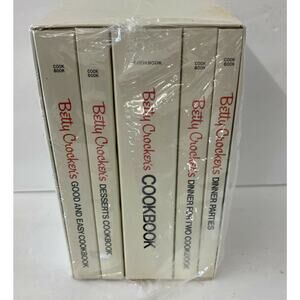 COOK
BOOK
Betty Crocker's
GOOD AND EASY COOKBOOK
COOK
BOOK
Betty Crocker's
DESSERTS COOKBOOK
COOKBOOK
Betty Crocker's
COOKBOOK
COOK
BOOK
Betty Crocker's
DINNER FOR TWO COOKBOOK
COOK
BOOK
Betty Crocker's
DINNER PARTIES